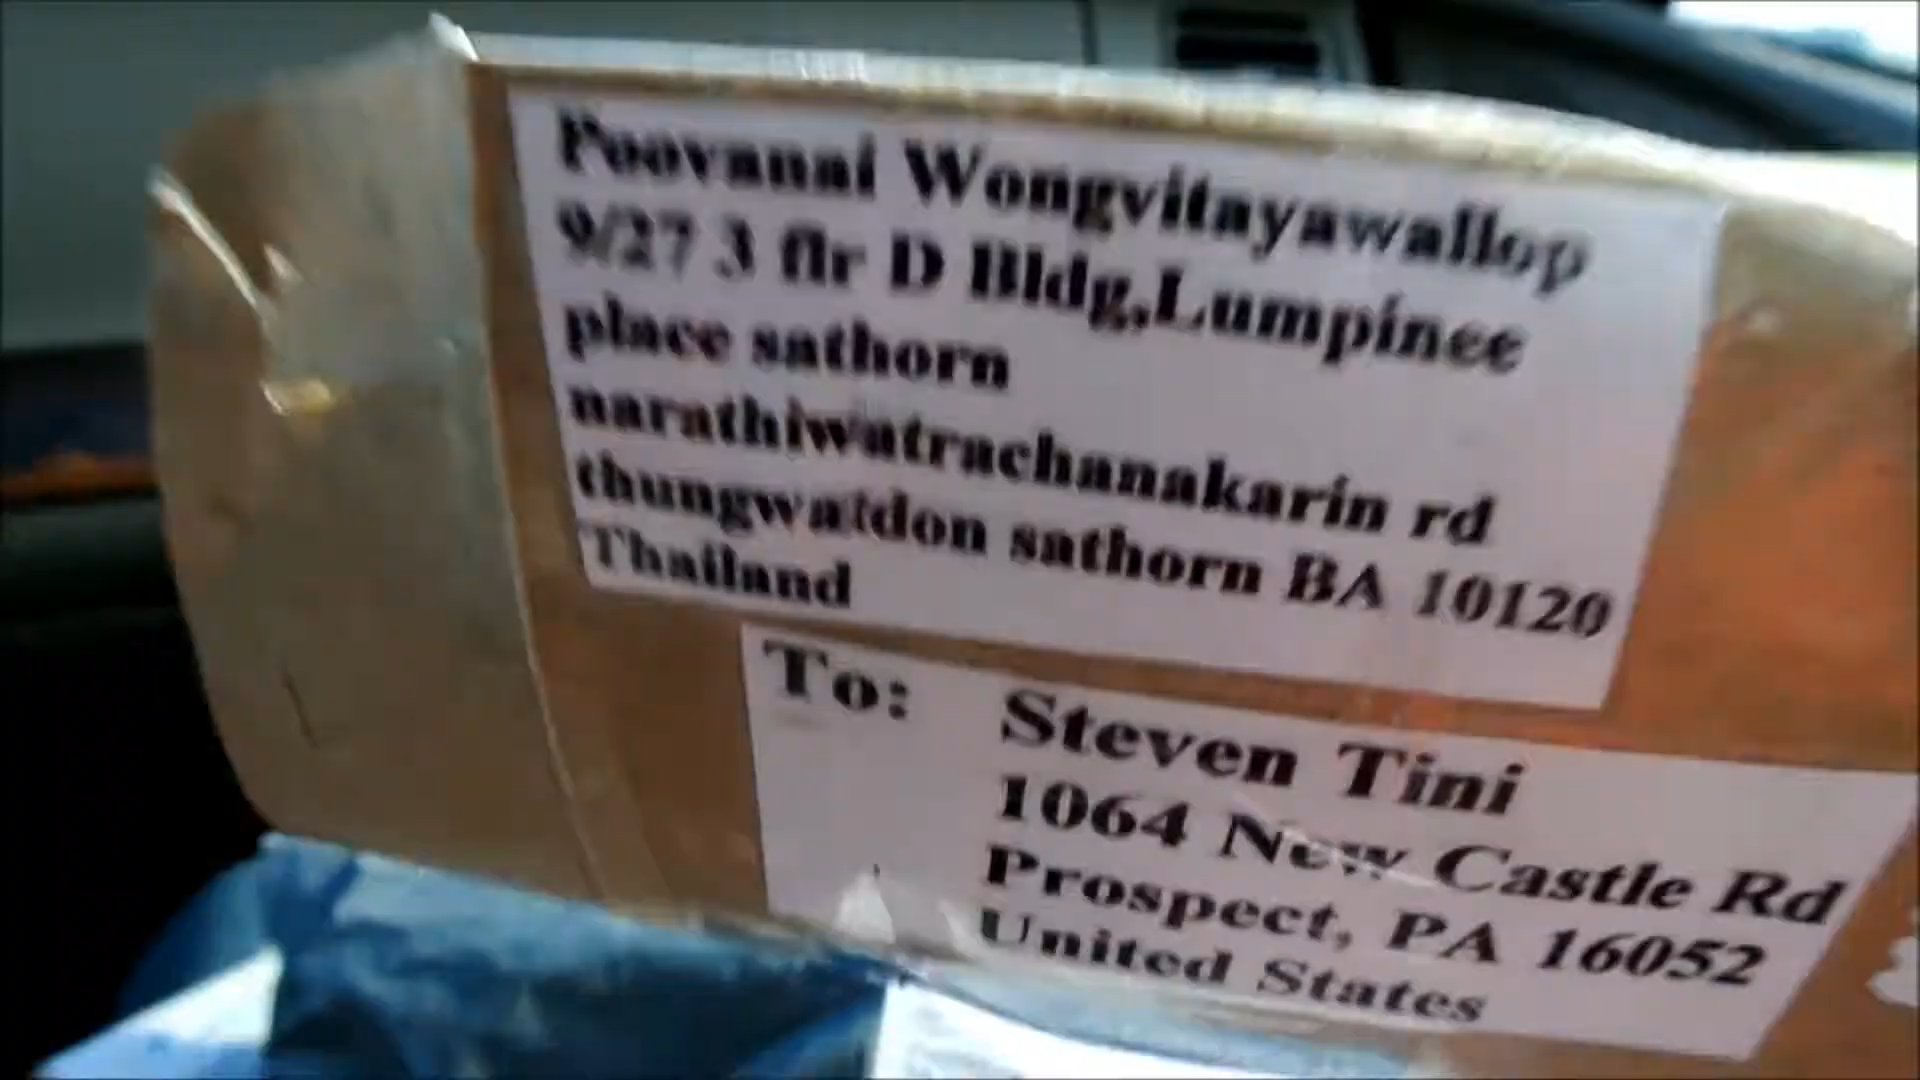 Poovanai Wongvitayawallop
9/27 3 flr D Bldg,Lumpinee
place sathorn
narathiwatrachanakarin rd
thungwatdon sathorn BA 10120
Thailand
To: Steven Tini
1064 New Castle Rd
Prospect, PA 16052
United States